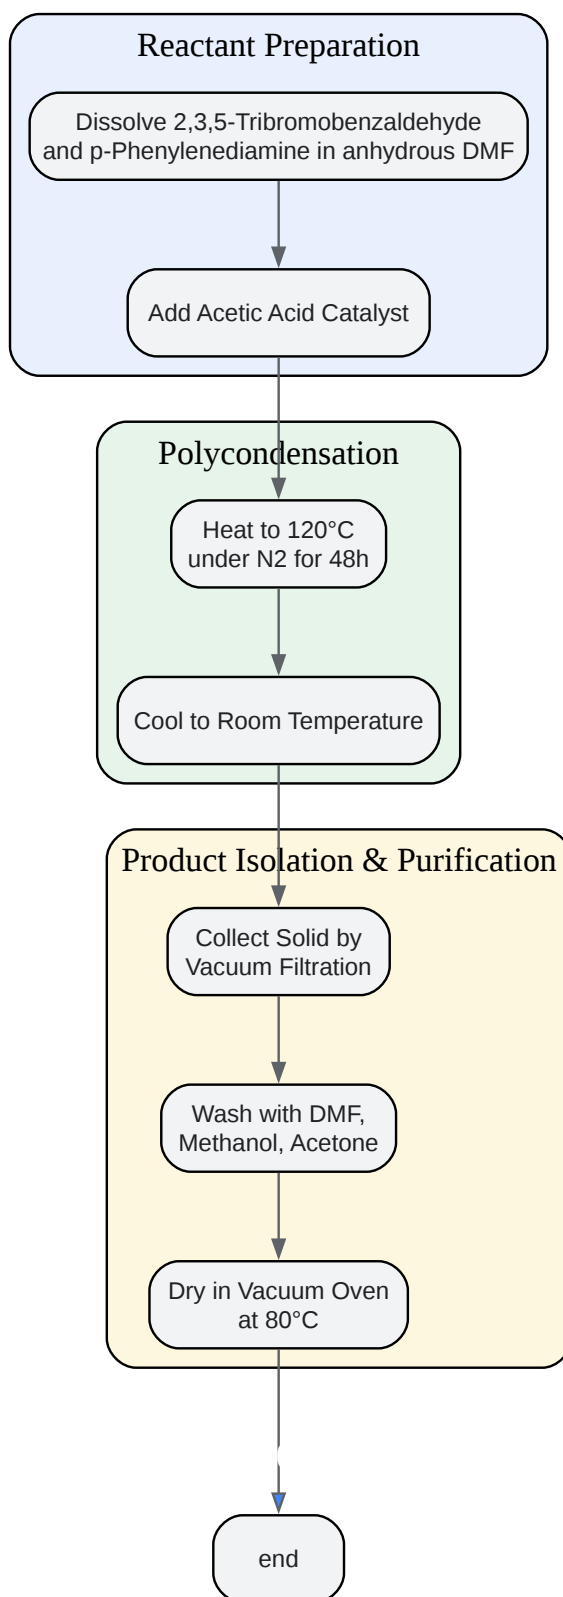 Reactant Preparation
Dissolve 2,3,5-Tribromobenzaldehyde
and p-Phenylenediamine in anhydrous DMF
Add Acetic Acid Catalyst
Polycondensation
Heat to 120°C
under N2 for 48h
Cool to Room Temperature
Product Isolation & Purification
Collect Solid by
Vacuum Filtration
Wash with DMF,
Methanol, Acetone
Dry in Vacuum Oven
at 80°C
end